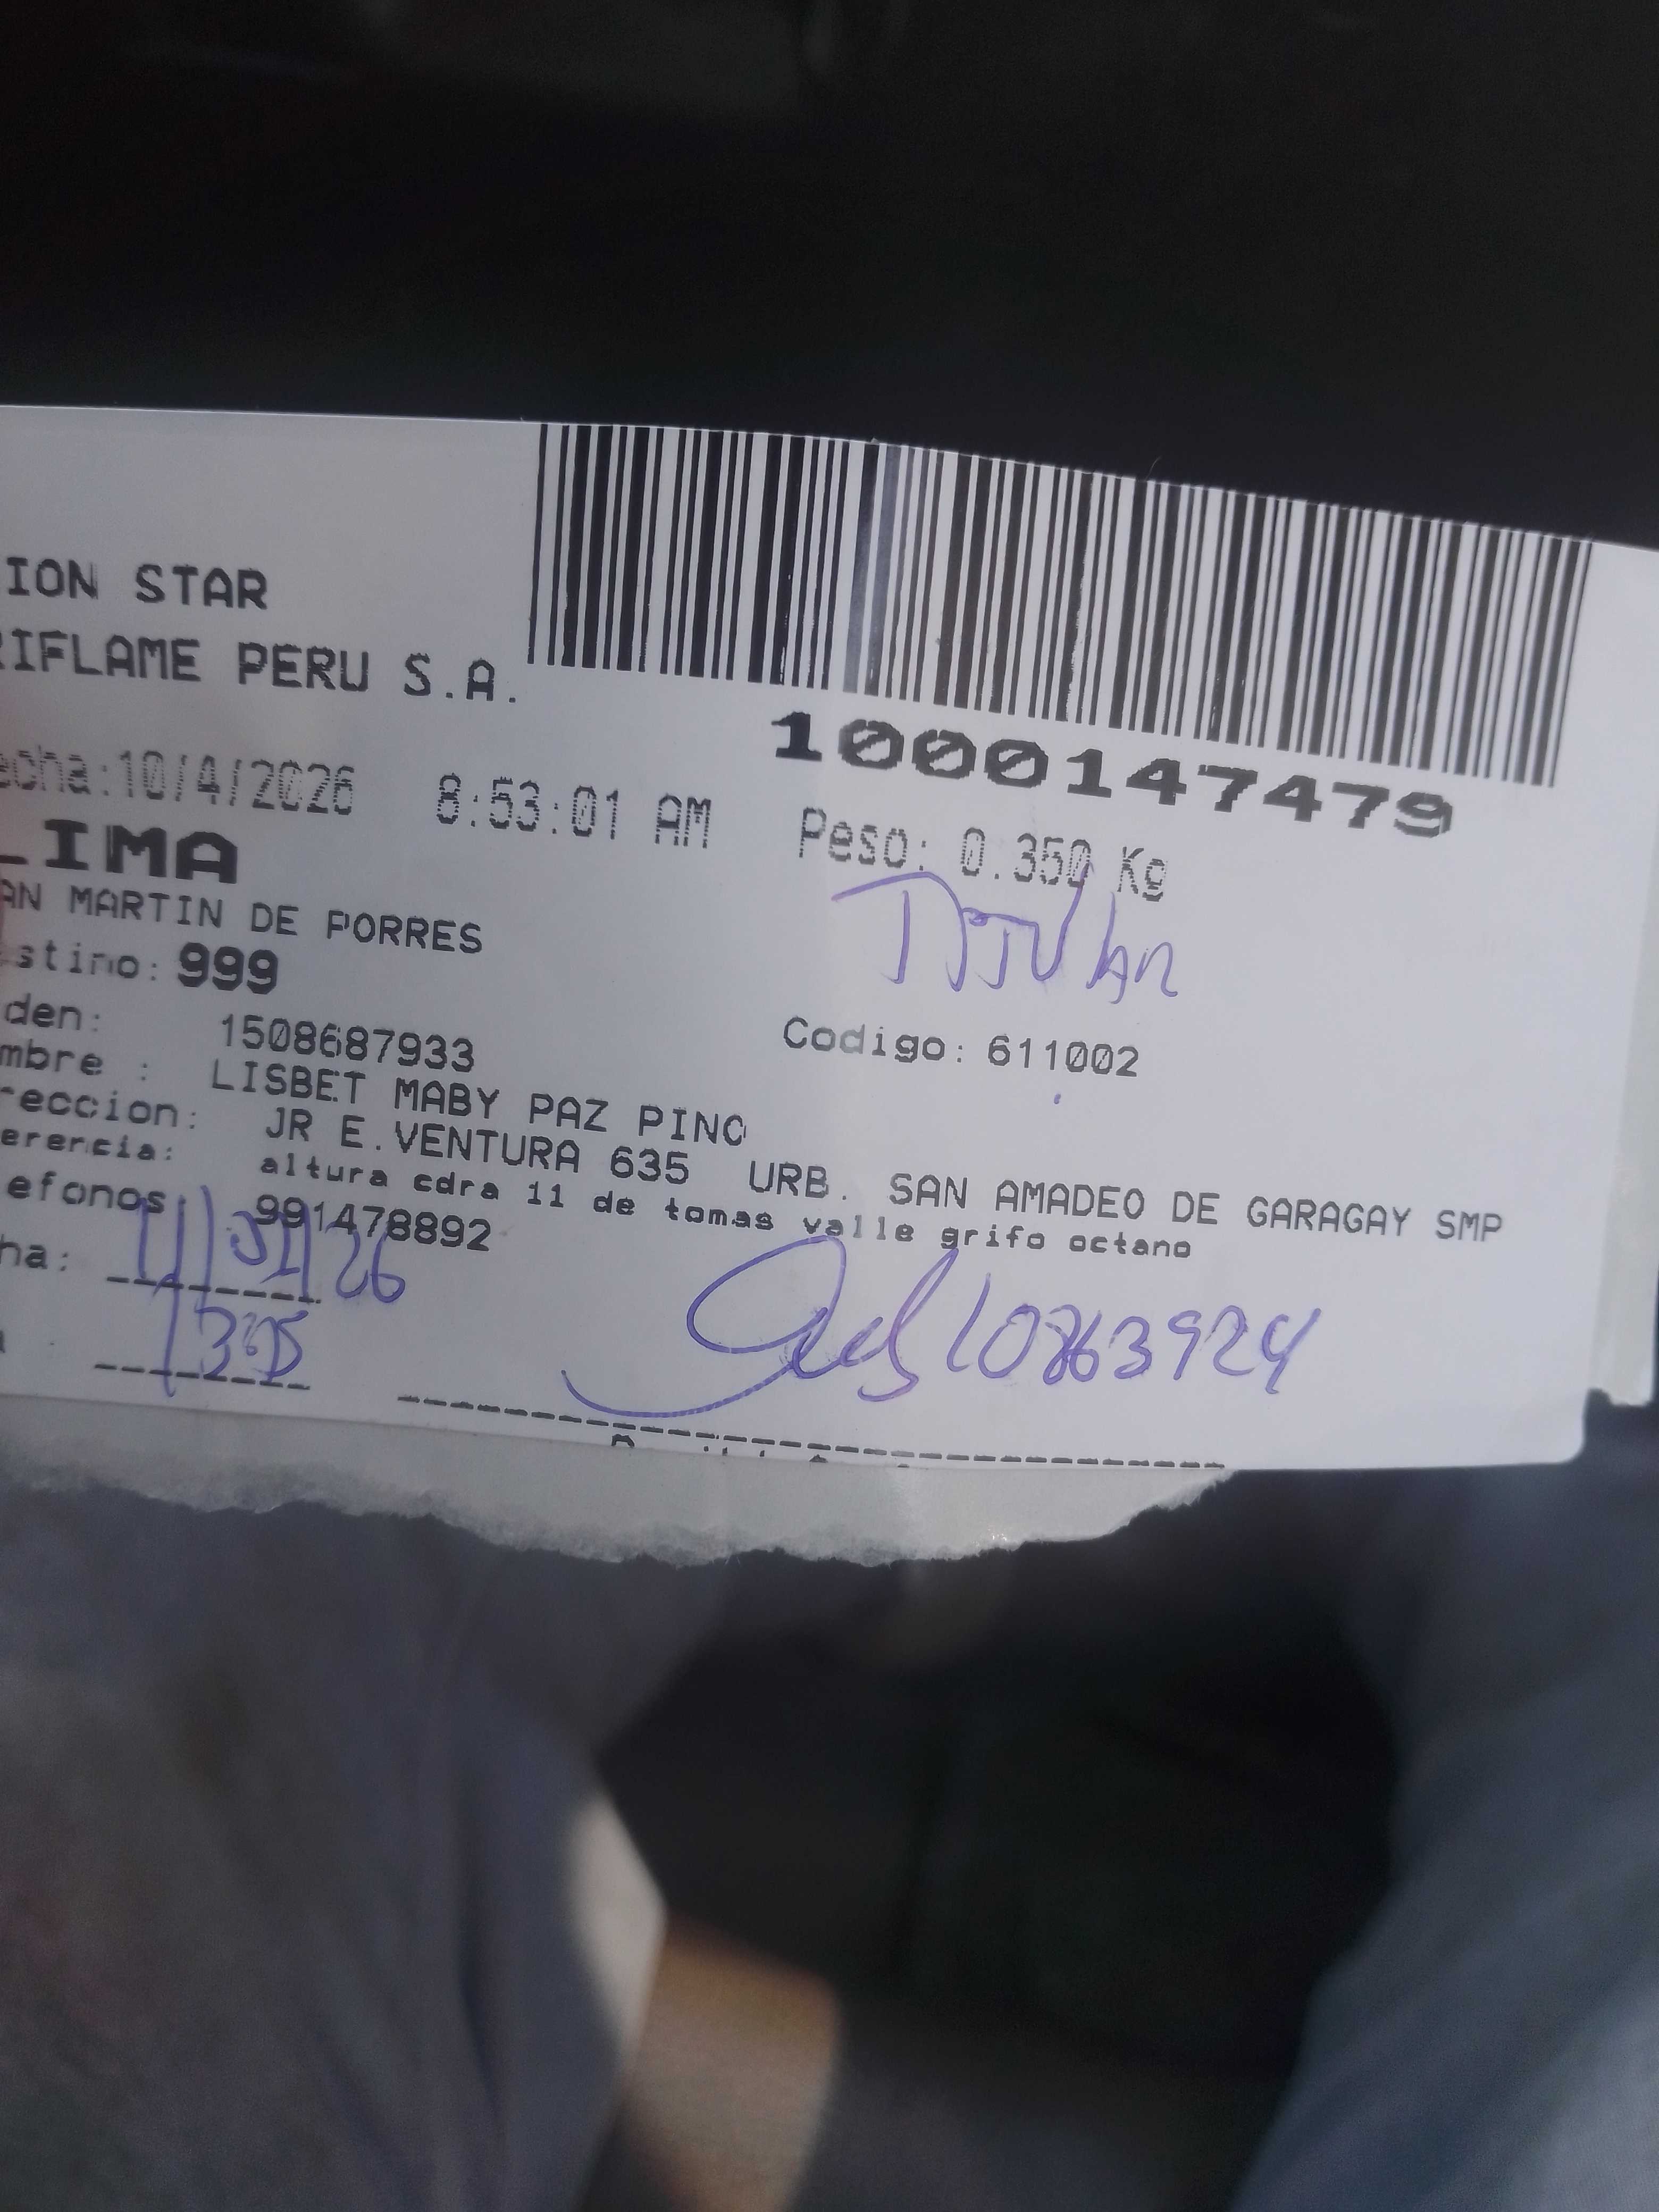 ION STAR
RIFLAME PERU S.A.
1000147479
echa:10/4/2026 8:53:01 AM Peso: 0.350 Kg
LIMA
AN MARTIN DE PORRES
TITULAR
stino: 999
den: 1508687933 Codigo: 611002
mbre : LISBET MABY PAZ PINO
reccion: JR E.VENTURA 635 URB. SAN AMADEO DE GARAGAY SMP
erencia: altura cdra 11 de tomas valle grifo octano
efonos 991478892
ha: 26
10863924